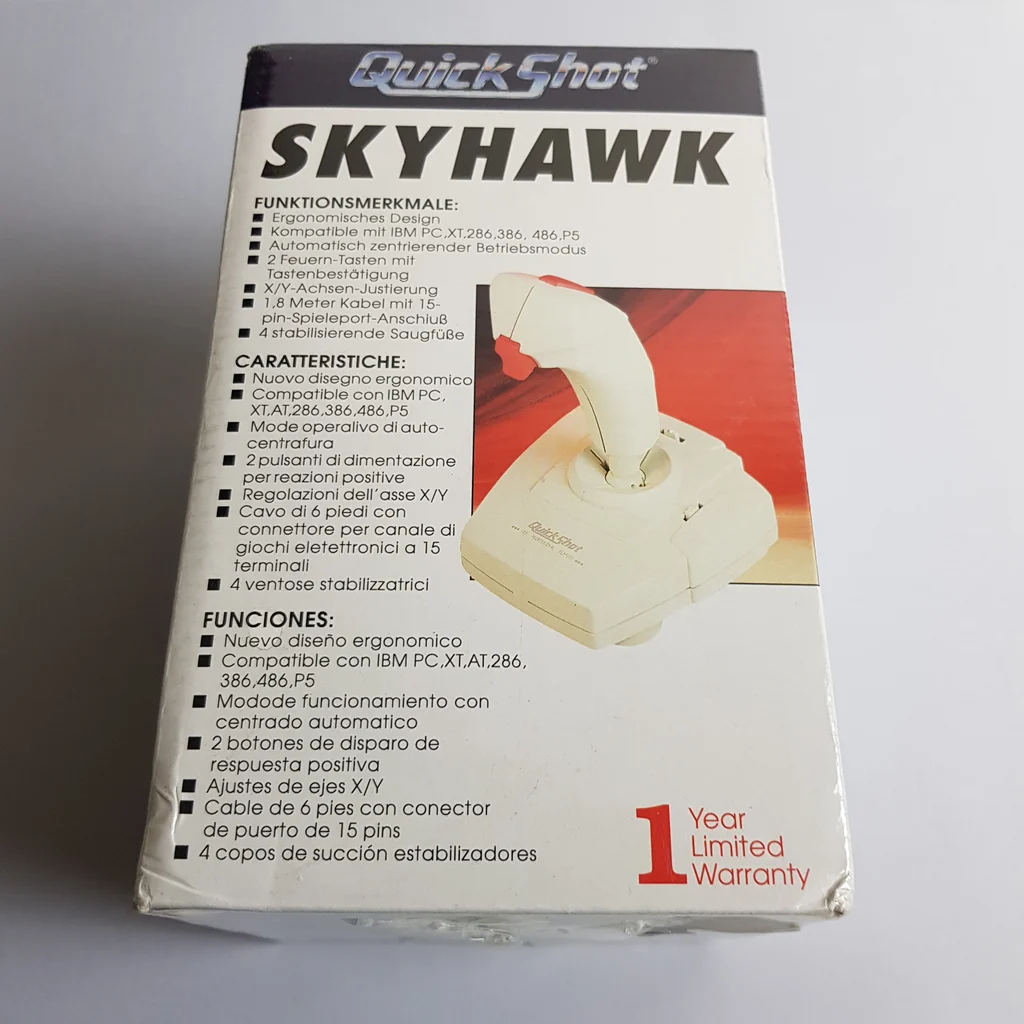 QuickShot®
SKYHAWK
FUNKTIONSMERKMALE:
■ Ergonomisches Design
■ Kompatible mit IBM PC,XT,286,386, 486,P5
■ Automatisch zentrierender Betriebsmodus
■ 2 Feuern-Tasten mit
Tastenbestätigung
■ X/Y-Achsen-Justierung
■ 1,8 Meter Kabel mit 15-
pin-Spieleport-Anschiuß
■ 4 stabilisierende Saugfüße
CARATTERISTICHE:
■ Nuovo disegno ergonomico
■ Compatible con IBM PC,
XT,AT,286,386,486,P5
■ Mode operalivo di auto-
centrafura
■ 2 pulsanti di dimentazione
per reazioni positive
■ Regolazioni dell'asse X/Y
■ Cavo di 6 piedi con
connettore per canale di
giochi eletettronici a 15
terminali
■ 4 ventose stabilizzatrici
QuickShot
FUNCIONES:
■ Nuevo diseño ergonomico
■ Compatible con IBM PC,XT,AT,286,
386,486,P5
■ Modode funcionamiento con
centrado automatico
■ 2 botones de disparo de
respuesta positiva
■ Ajustes de ejes X/Y
■ Cable de 6 pies con conector
de puerto de 15 pins
■ 4 copos de succión estabilizadores
1 Year
Limited
Warranty